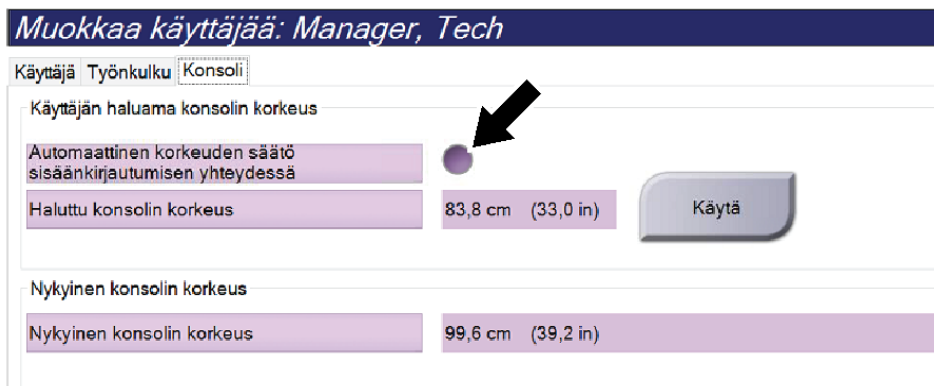 Muokkaa käyttäjää: Manager, Tech
Käyttäjä Työnkulku Konsoli
Käyttäjän haluama konsolin korkeus
Automaattinen korkeuden säätö
sisäänkirjautumisen yhteydessä
Haluttu konsolin korkeus 83,8 cm (33,0 in) Käytä
Nykyinen konsolin korkeus
Nykyinen konsolin korkeus 99,6 cm (39,2 in)